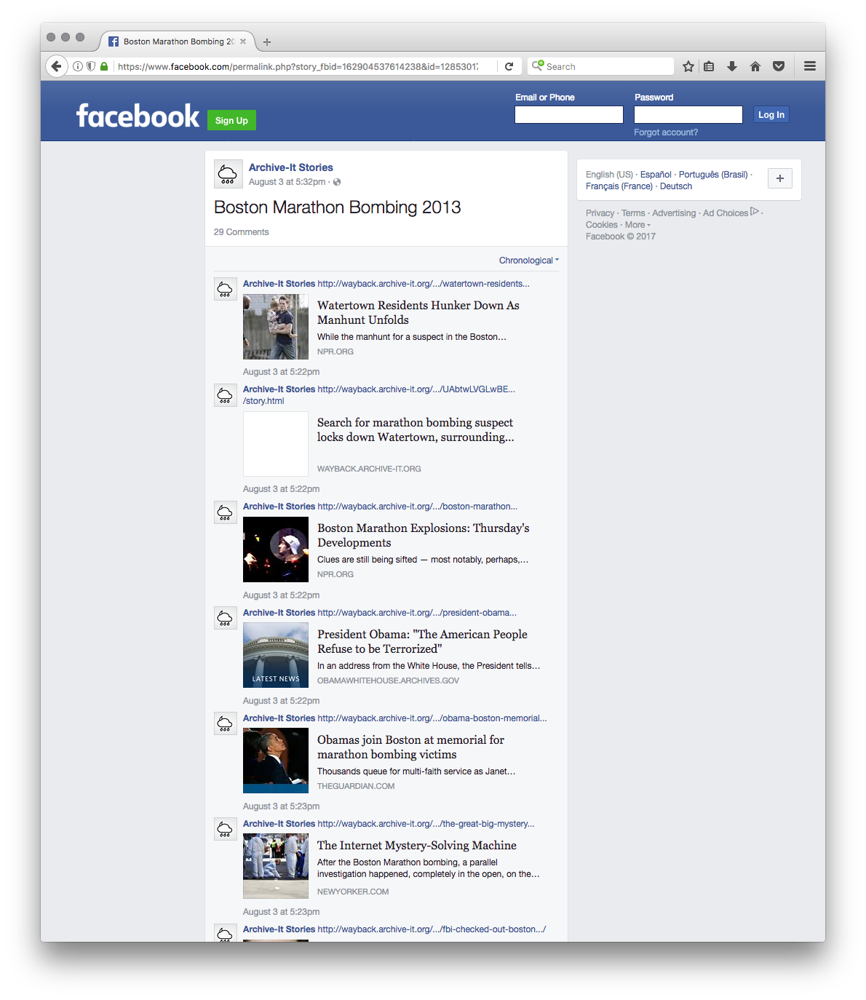 Boston Marathon Bombing 20
https://www.facebook.com/permalink.php?story_fbid=162904537614238&id=12853017
Search
facebook
Sign Up
Email or Phone
Password
Log In
Forgot account?
Archive-It Stories
August 3 at 5:32pm ·
Boston Marathon Bombing 2013
29 Comments
Chronological
Archive-It Stories http://wayback.archive-it.org/.../watertown-residents...
Watertown Residents Hunker Down As
Manhunt Unfolds
While the manhunt for a suspect in the Boston...
NPR.ORG
August 3 at 5:22pm
Archive-It Stories http://wayback.archive-it.org/.../UAbtwLVGLwBE...
/story.html
Search for marathon bombing suspect
locks down Watertown, surrounding...
WAYBACK.ARCHIVE-IT.ORG
August 3 at 5:22pm
Archive-It Stories http://wayback.archive-it.org/.../boston-marathon...
Boston Marathon Explosions: Thursday's
Developments
Clues are still being sifted — most notably, perhaps,...
NPR.ORG
August 3 at 5:22pm
Archive-It Stories http://wayback.archive-it.org/.../president-obama...
LATEST NEWS
President Obama: "The American People
Refuse to be Terrorized"
In an address from the White House, the President tells...
OBAMAWHITEHOUSE.ARCHIVES.GOV
August 3 at 5:22pm
Archive-It Stories http://wayback.archive-it.org/.../obama-boston-memorial...
Obamas join Boston at memorial for
marathon bombing victims
Thousands queue for multi-faith service as Janet...
THEGUARDIAN.COM
August 3 at 5:23pm
Archive-It Stories http://wayback.archive-it.org/.../the-great-big-mystery...
The Internet Mystery-Solving Machine
After the Boston Marathon bombing, a parallel
investigation happened, completely in the open, on the...
NEWYORKER.COM
August 3 at 5:23pm
Archive-It Stories http://wayback.archive-it.org/.../fbi-checked-out-boston.../
English (US) · Español · Português (Brasil) ·
Français (France) · Deutsch
Privacy · Terms · Advertising · Ad Choices ·
Cookies · More
Facebook © 2017